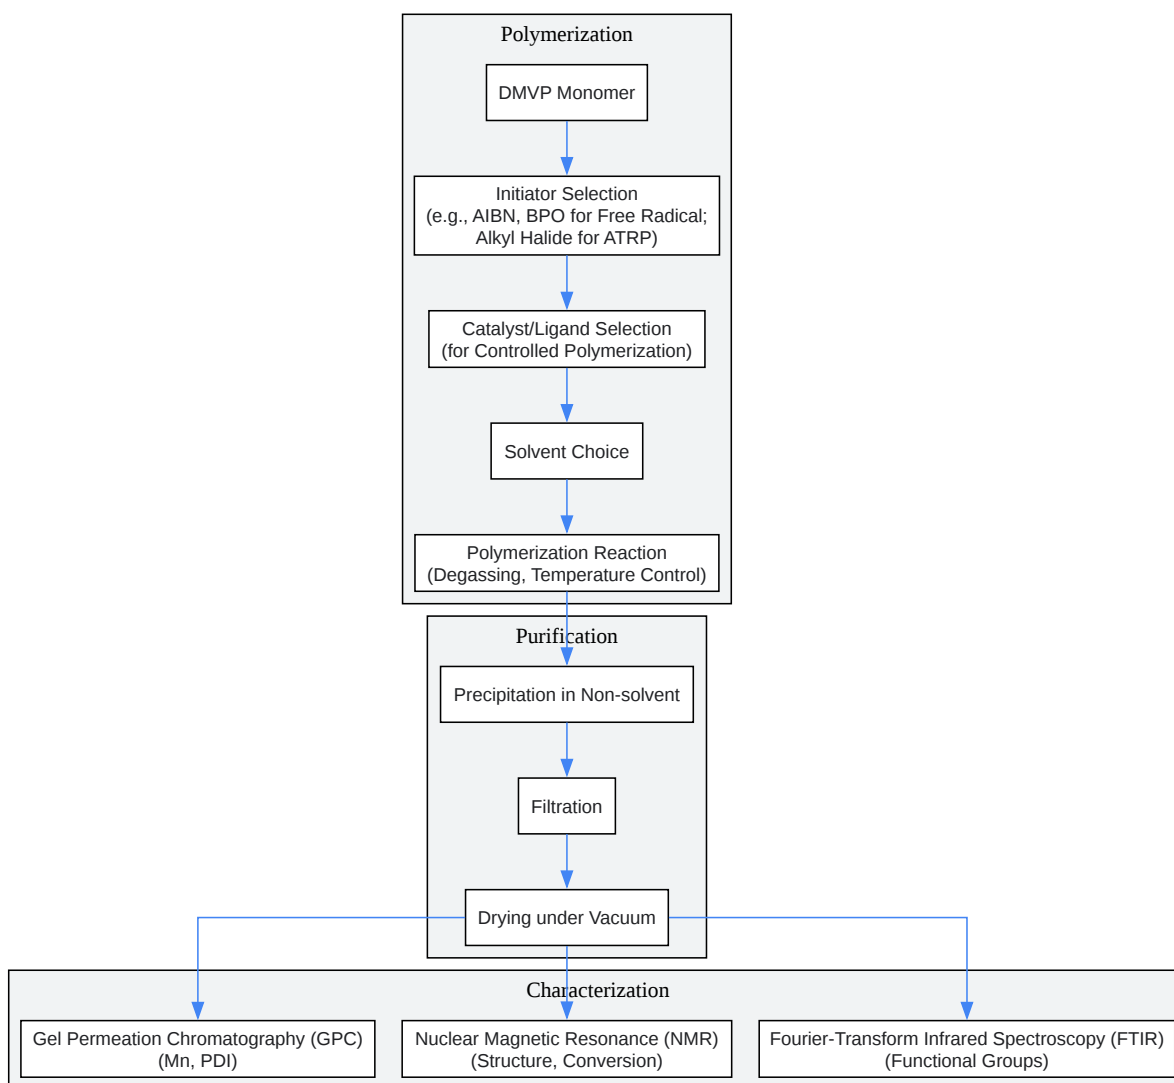 Polymerization
DMVP Monomer
Initiator Selection
(e.g., AIBN, BPO for Free Radical;
Alkyl Halide for ATRP)
Catalyst/Ligand Selection
(for Controlled Polymerization)
Solvent Choice
Polymerization Reaction
(Degassing, Temperature Control)
Purification
Precipitation in Non-solvent
Filtration
Drying under Vacuum
Characterization
Gel Permeation Chromatography (GPC)
(Mn, PDI)
Nuclear Magnetic Resonance (NMR)
(Structure, Conversion)
Fourier-Transform Infrared Spectroscopy (FTIR)
(Functional Groups)